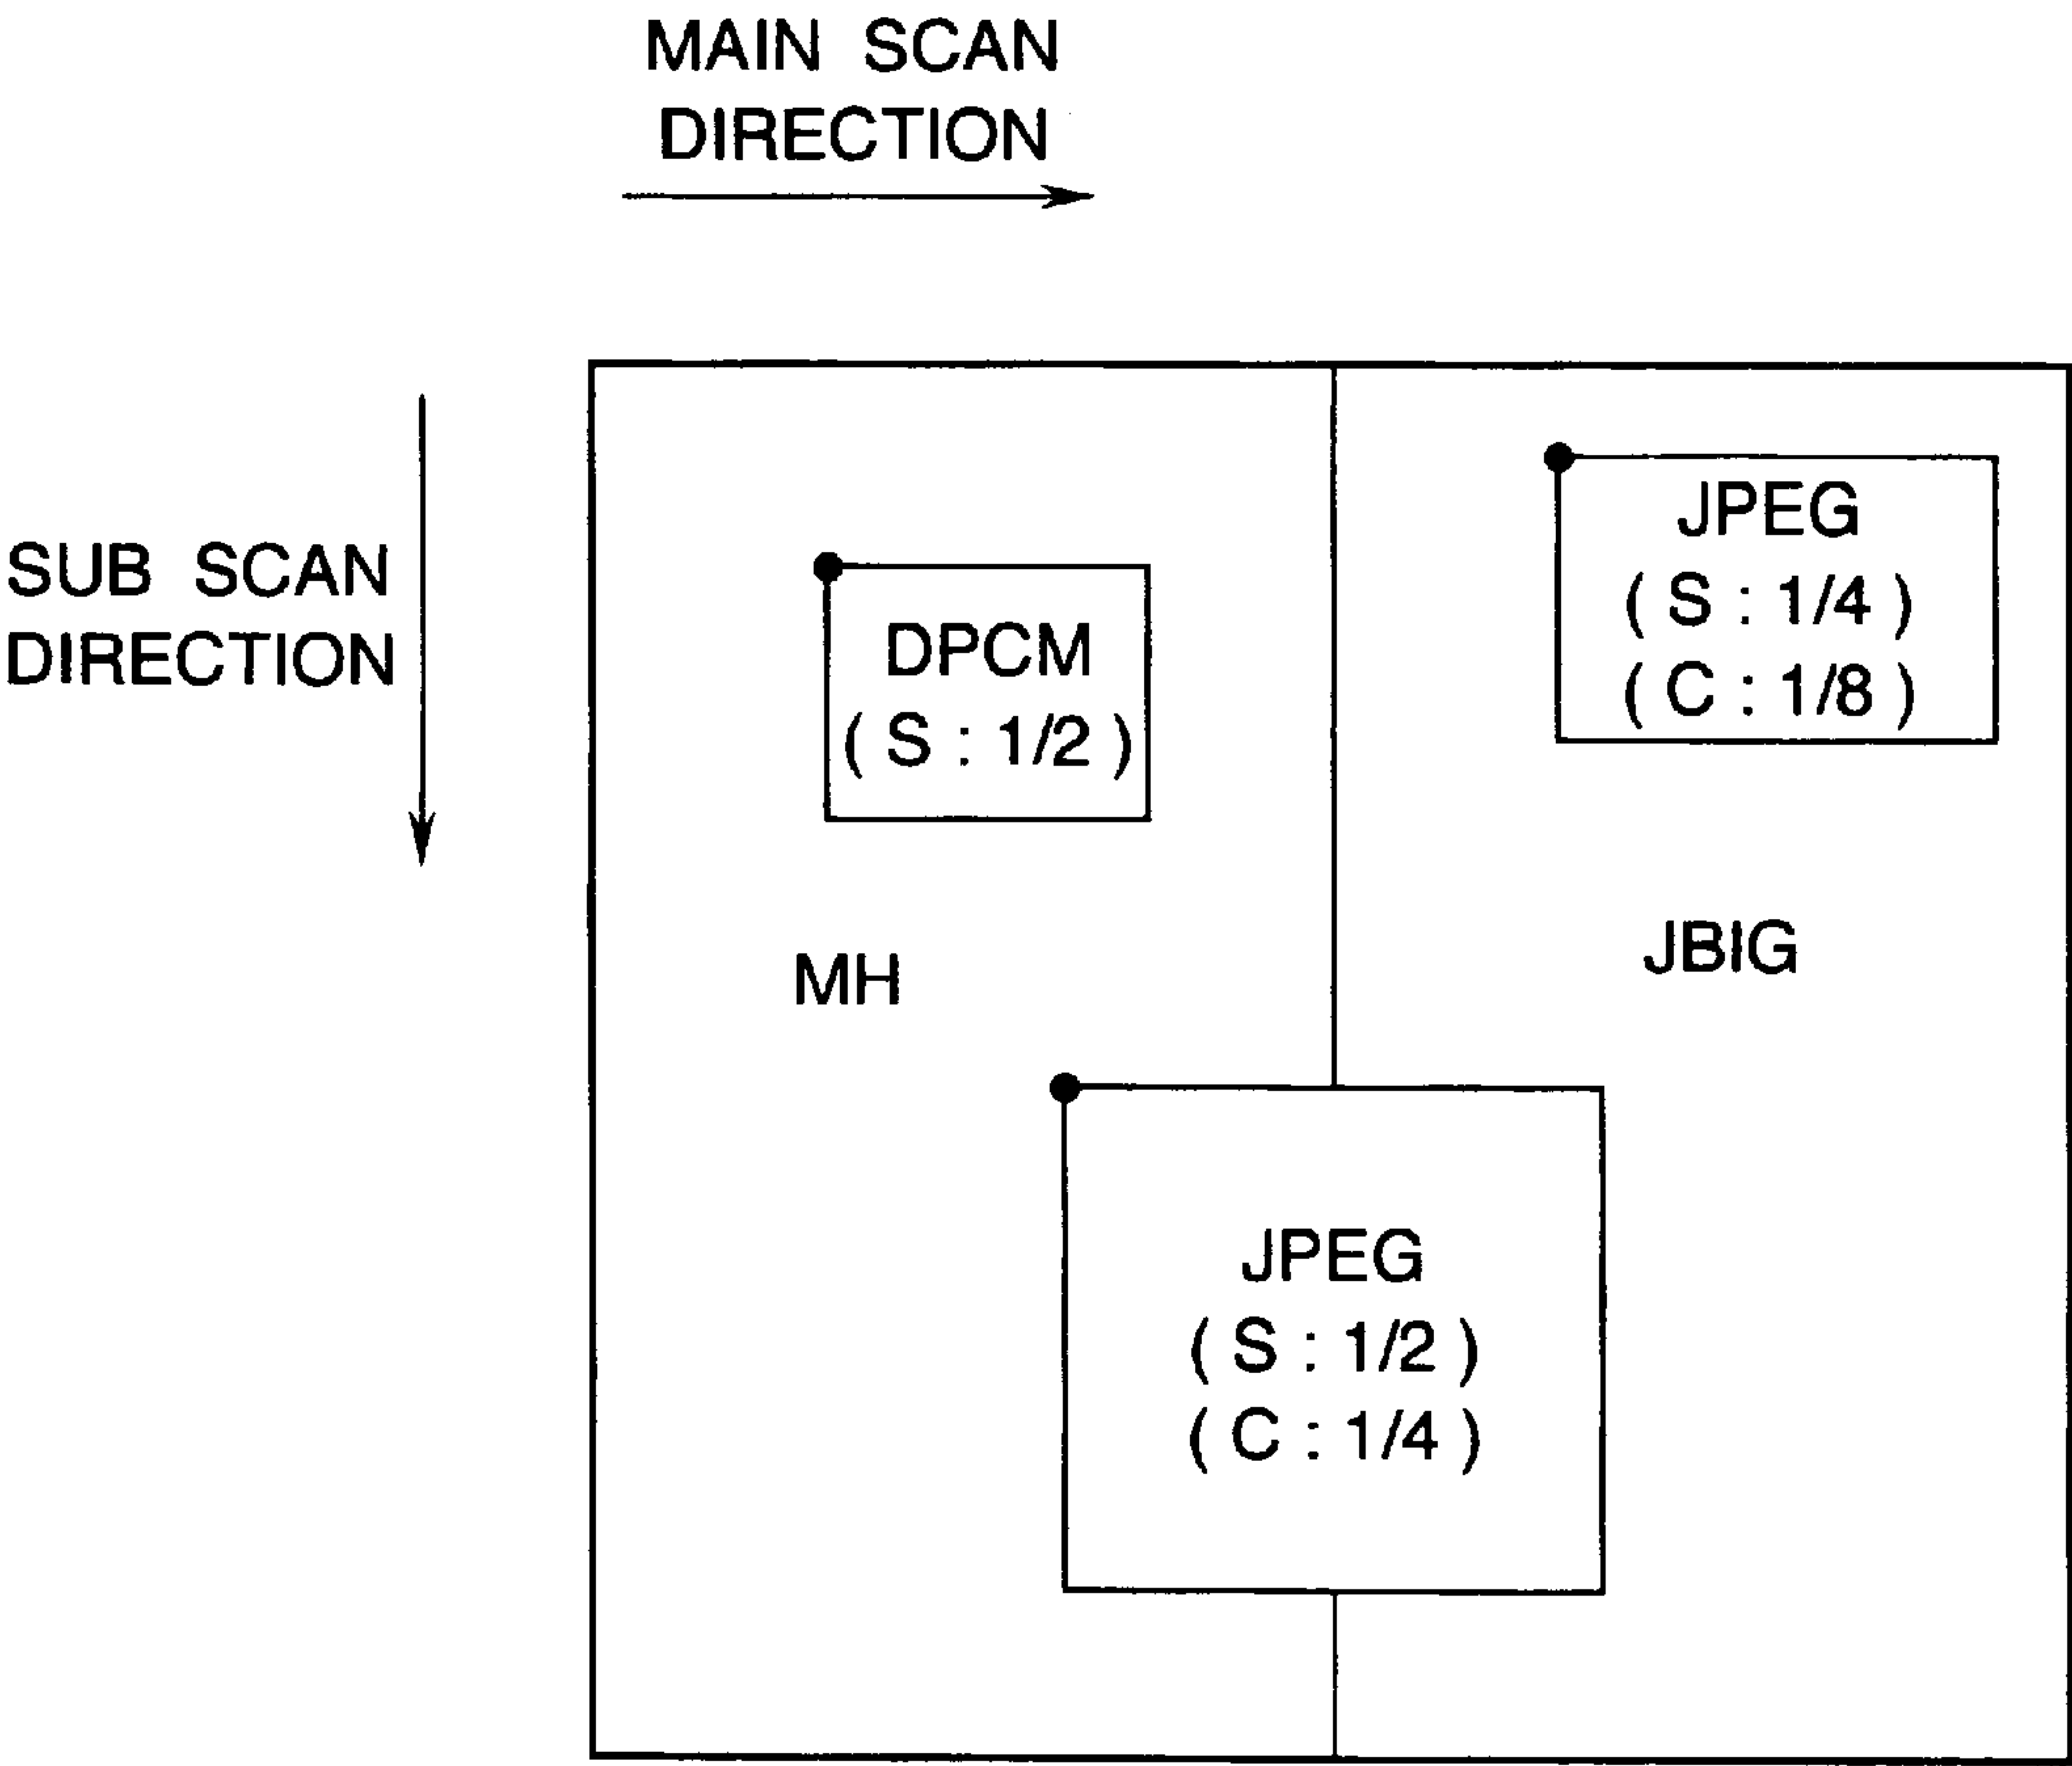 MAIN SCAN
DIRECTION
SUB SCAN
DIRECTION
JPEG
( S : 1/4 )
( C : 1/8 )
DPCM
( S : 1/2 )
MH
JBIG
JPEG
( S : 1/2 )
( C : 1/4 )